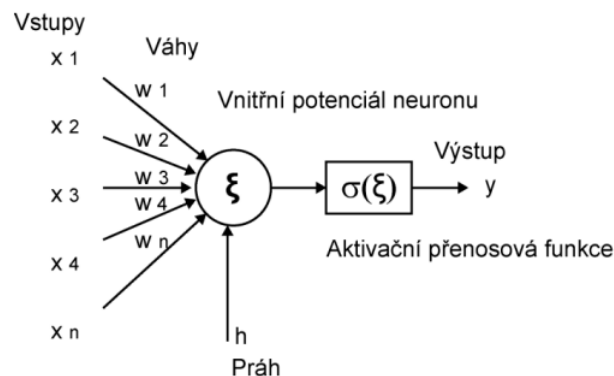 Vstupy
Váhy
x 1
w 1
Vnitřní potenciál neuronu
x 2
w 2
Výstup
w 3
ξ
σ(ξ)
y
x 3
w 4
w n
Aktivační přenosová funkce
x 4
x n
h
Práh